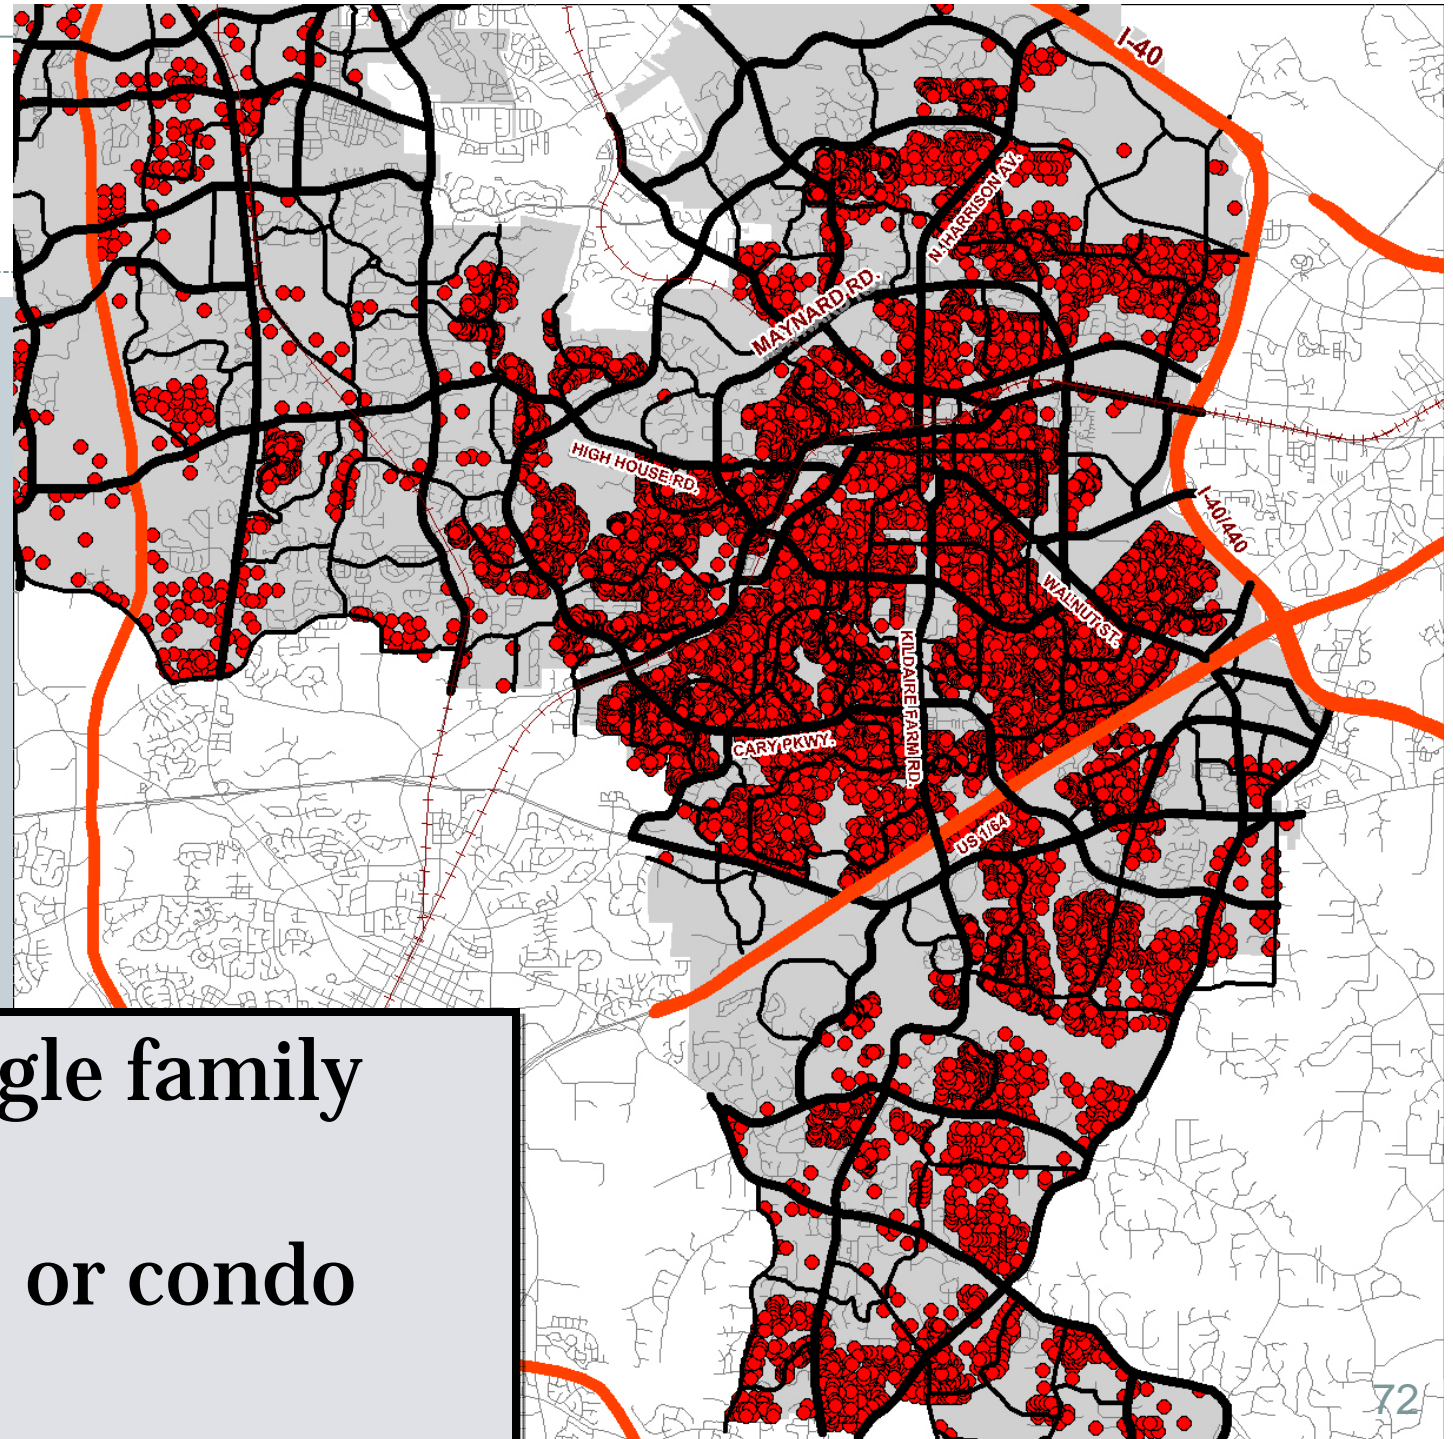 I-40
N. HARRISON AV.
MAYNARD RD.
HIGH HOUSE RD.
I-40/440
WALNUT ST.
KILDAIRE FARM RD.
CARY PKWY.
US 1/64
gle family
or condo
72